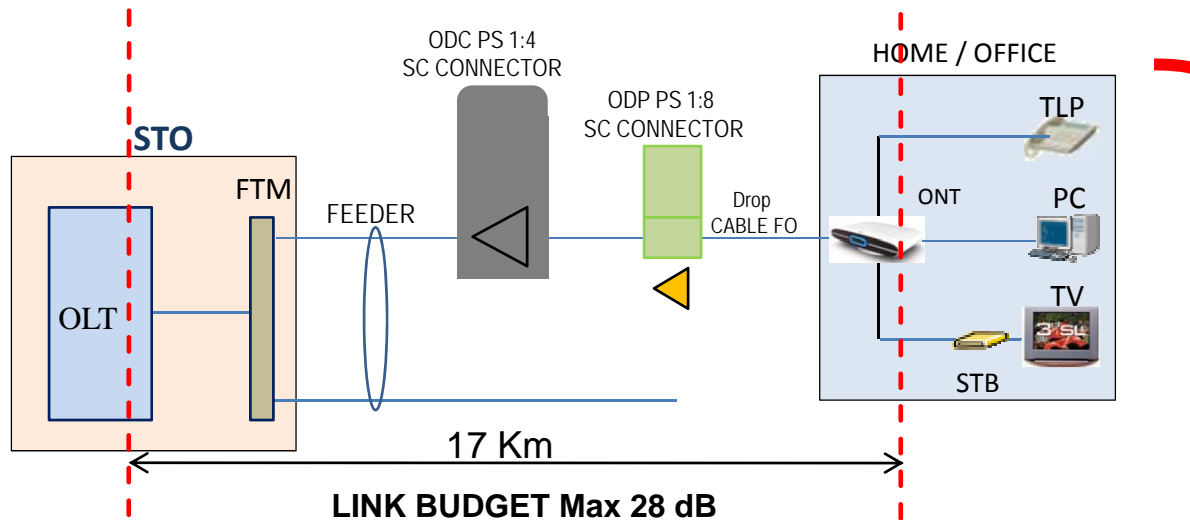 ODC PS 1:4
SC CONNECTOR
HOME / OFFICE
ODP PS 1:8
SC CONNECTOR
TLP
STO
FTM
FEEDER
Drop
CABLE FO
ONT
PC
OLT
TV
STB
17 Km
LINK BUDGET Max 28 dB